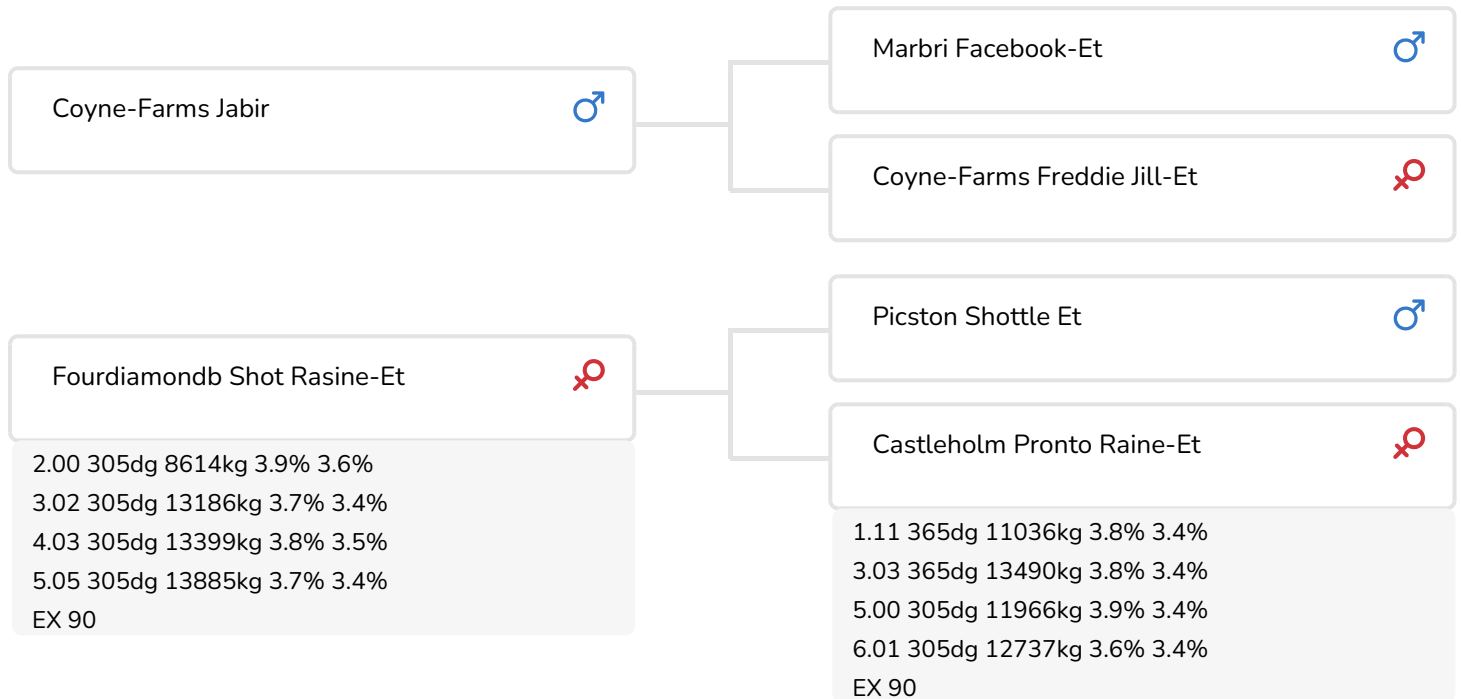 Marbri Facebook-Et
Coyne-Farms Jabir
Coyne-Farms Freddie Jill-Et
Picston Shottle Et
Fourdiamondb Shot Rasine-Et
2.00 305dg 8614kg 3.9% 3.6%
3.02 305dg 13186kg 3.7% 3.4%
4.03 305dg 13399kg 3.8% 3.5%
5.05 305dg 13885kg 3.7% 3.4%
EX 90
Castleholm Pronto Raine-Et
1.11 365dg 11036kg 3.8% 3.4%
3.03 365dg 13490kg 3.8% 3.4%
5.00 305dg 11966kg 3.9% 3.4%
6.01 305dg 12737kg 3.6% 3.4%
EX 90